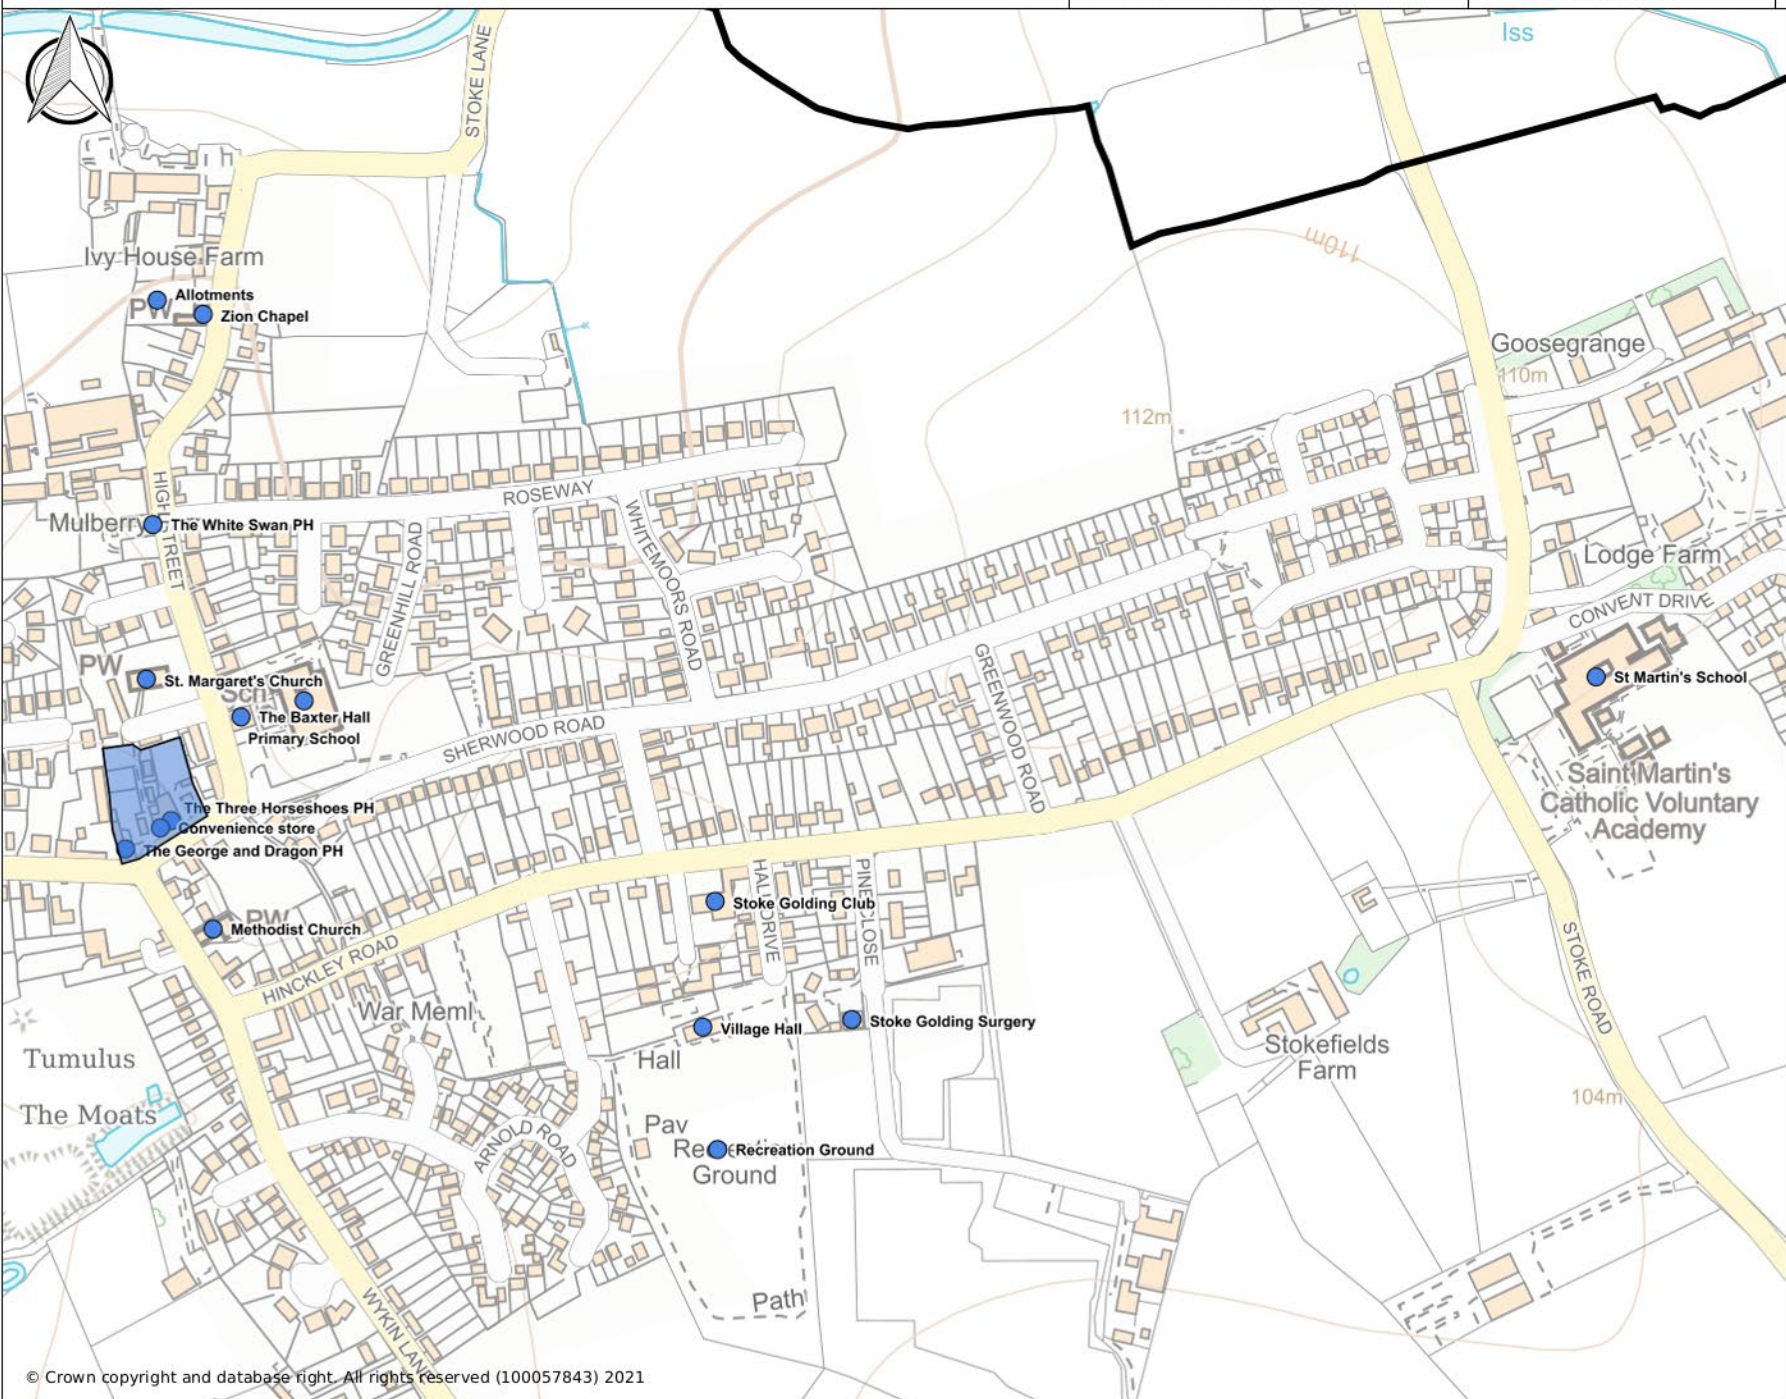 STOKE LANE
Iss
Ivy House Farm
Allotments
PW
Zion Chapel
110m
Goosegrange
110m
112m
ROSEWAY
HIGH STREET
Mulberry
The White Swan PH
WHITEMOORS ROAD
GREENHILL ROAD
Lodge Farm
CONVENT DRIVE
PW
St. Margaret's Church
Sch
The Baxter Hall
Primary School
SHERWOOD ROAD
GREENWOOD ROAD
St Martin's School
Saint Martin's
Catholic Voluntary
Academy
The Three Horseshoes PH
Convenience store
The George and Dragon PH
HALL DRIVE
PINE CLOSE
Stoke Golding Club
PW
Methodist Church
HINCKLEY ROAD
War Meml
STOKE ROAD
Village Hall
Stoke Golding Surgery
Hall
Stokefields
Farm
Tumulus
The Moats
104m
ARNOLD ROAD
Pav
Recreation
Ground
Recreation Ground
Path
WYKIN LANE
© Crown copyright and database right. All rights reserved (100057843) 2021